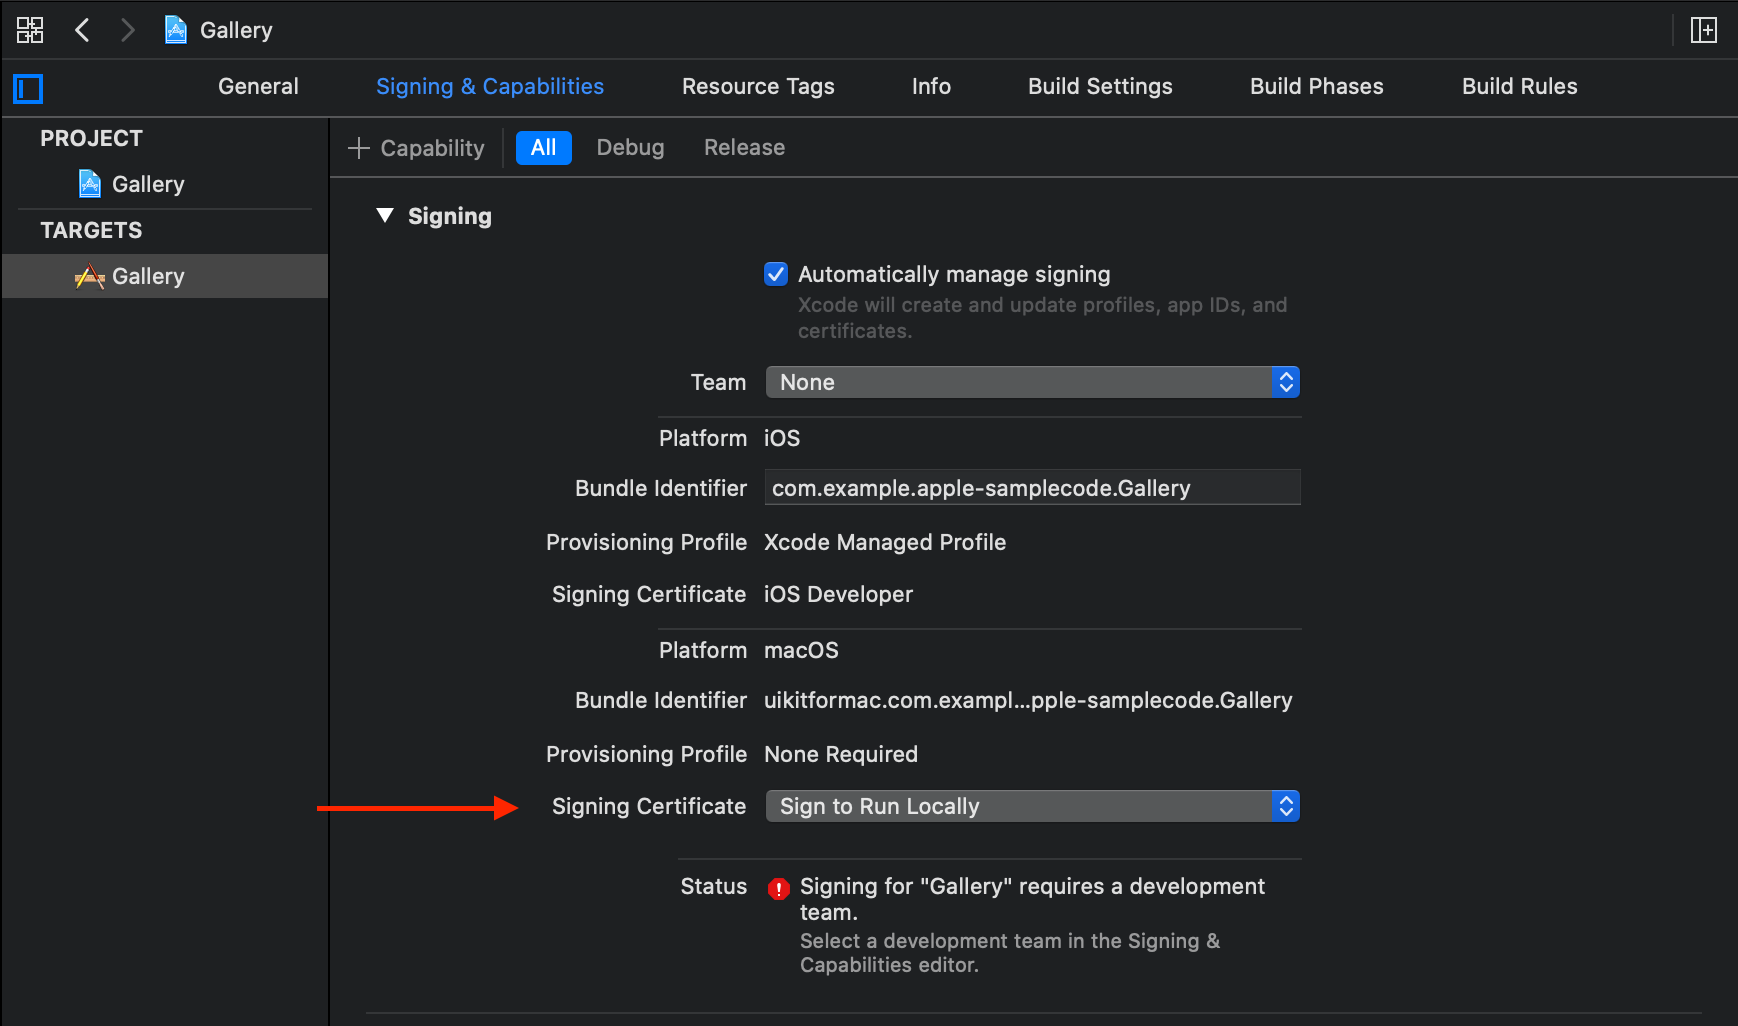 Gallery
General Signing & Capabilities Resource Tags Info Build Settings Build Phases Build Rules
PROJECT
Gallery
TARGETS
Gallery
Capability All Debug Release
Signing
Automatically manage signing
Xcode will create and update profiles, app IDs, and
certificates.
Team None
Platform iOS
Bundle Identifier com.example.apple-samplecode.Gallery
Provisioning Profile Xcode Managed Profile
Signing Certificate iOS Developer
Platform macOS
Bundle Identifier uikitformac.com.exampl...pple-samplecode.Gallery
Provisioning Profile None Required
Signing Certificate Sign to Run Locally
Status Signing for "Gallery" requires a development
team.
Select a development team in the Signing &
Capabilities editor.